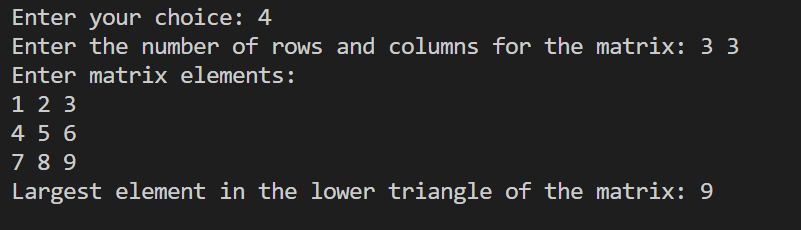 Enter your choice: 4
Enter the number of rows and columns for the matrix: 3 3
Enter matrix elements:
1 2 3
4 5 6
7 8 9
Largest element in the lower triangle of the matrix: 9